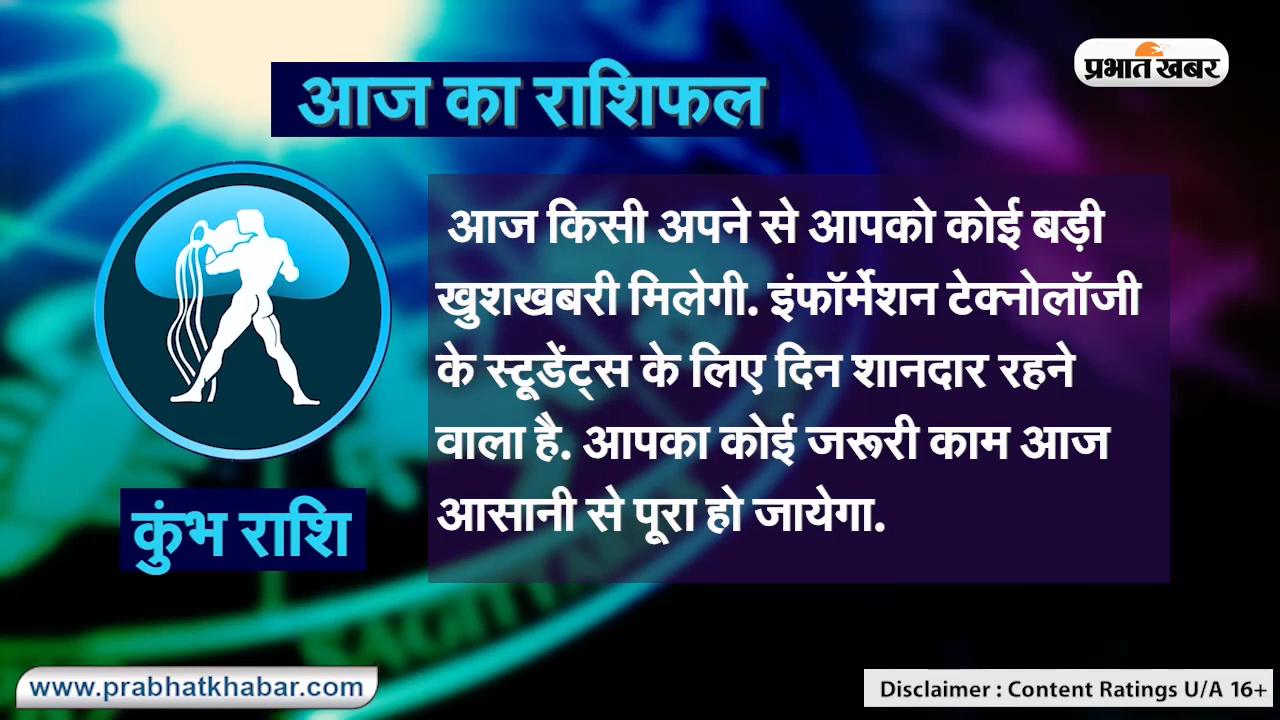 प्रभात खबर
आज का राशिफल
आज किसी अपने से आपको कोई बड़ी
खुशखबरी मिलेगी. इंफॉर्मेशन टेक्नोलॉजी
के स्टूडेंट्स के लिए दिन शानदार रहने
वाला है. आपका कोई जरूरी काम आज
आसानी से पूरा हो जायेगा.
कुंभ राशि
www.prabhatkhabar.com
Disclaimer : Content Ratings U/A 16+